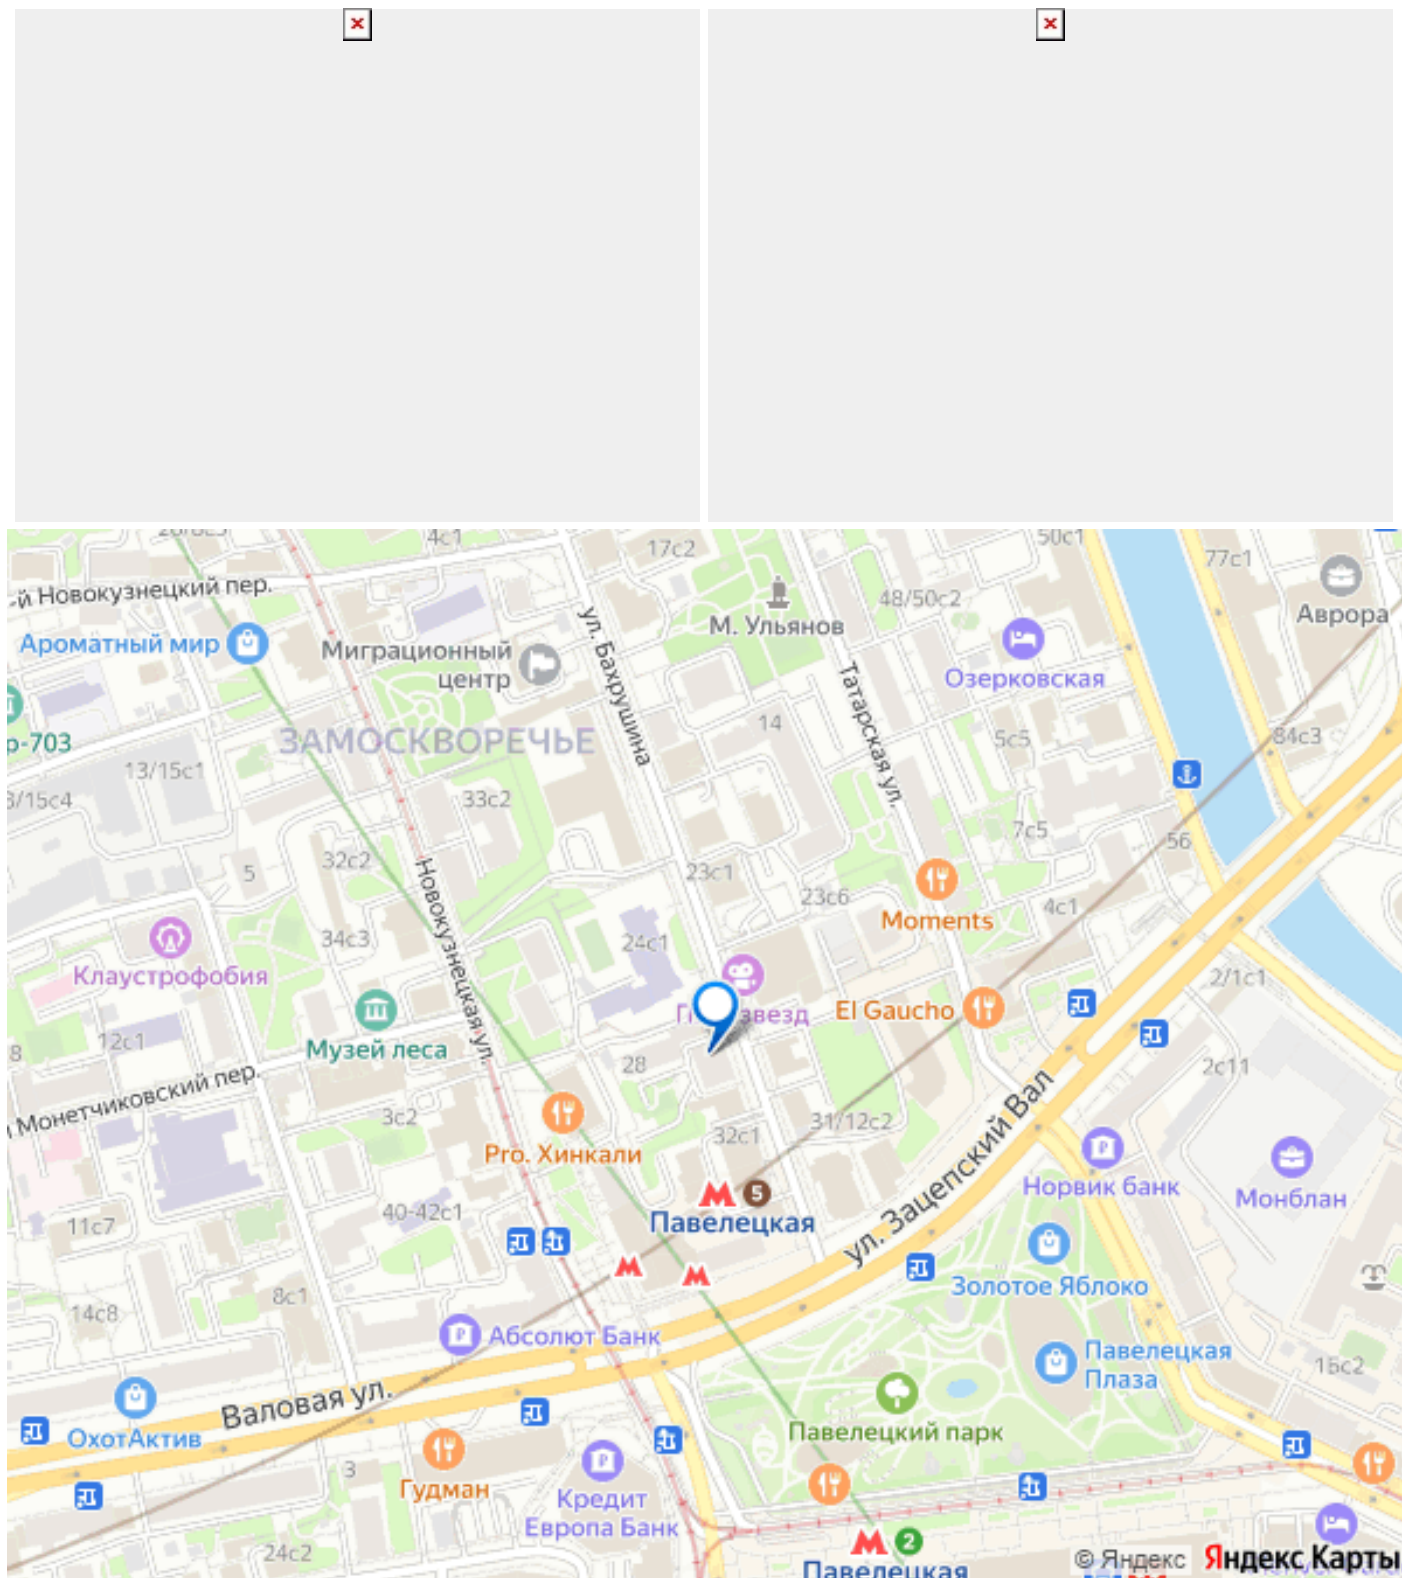 4с1
17с2
50с1
77с1
-й Новокузнецкий пер.
Ароматный мир
Миграционный
центр
ул. Бахрушина
М. Ульянов
48/50с2
Аврора
Озерковская
Татарская ул.
р-703
ЗАМОСКВОРЕЧЬЕ
14
5с5
84с3
13/15с1
3/15с4
33с2
7с5
56
32с2
5
Новокузнецкая ул.
23с1
23с6
Moments
4с1
34с3
24с1
Клаустрофобия
2/1с1
El Gaucho
Музей леса
12с1
8
28
2с11
Монетчиковский пер.
3с2
Pro. Хинкали
32с1
31/12с2
ул. Зацепский Вал
Норвик банк
Монблан
5
Павелецкая
11с7
40-42с1
Золотое Яблоко
14с8
8с1
Абсолют Банк
Павелецкая
Плаза
15с2
Валовая ул.
ОхотАктив
Павелецкий парк
3
Гудман
Кредит
Европа Банк
24с2
2
Павелецкая
© Яндекс Яндекс Карты